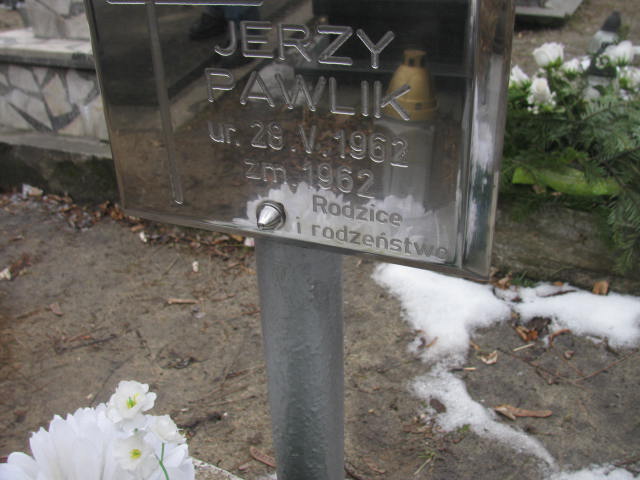 JERZY
PAWLIK
ur. 28.V.1962
zm. 1962
Rodzice
i rodzeństwo